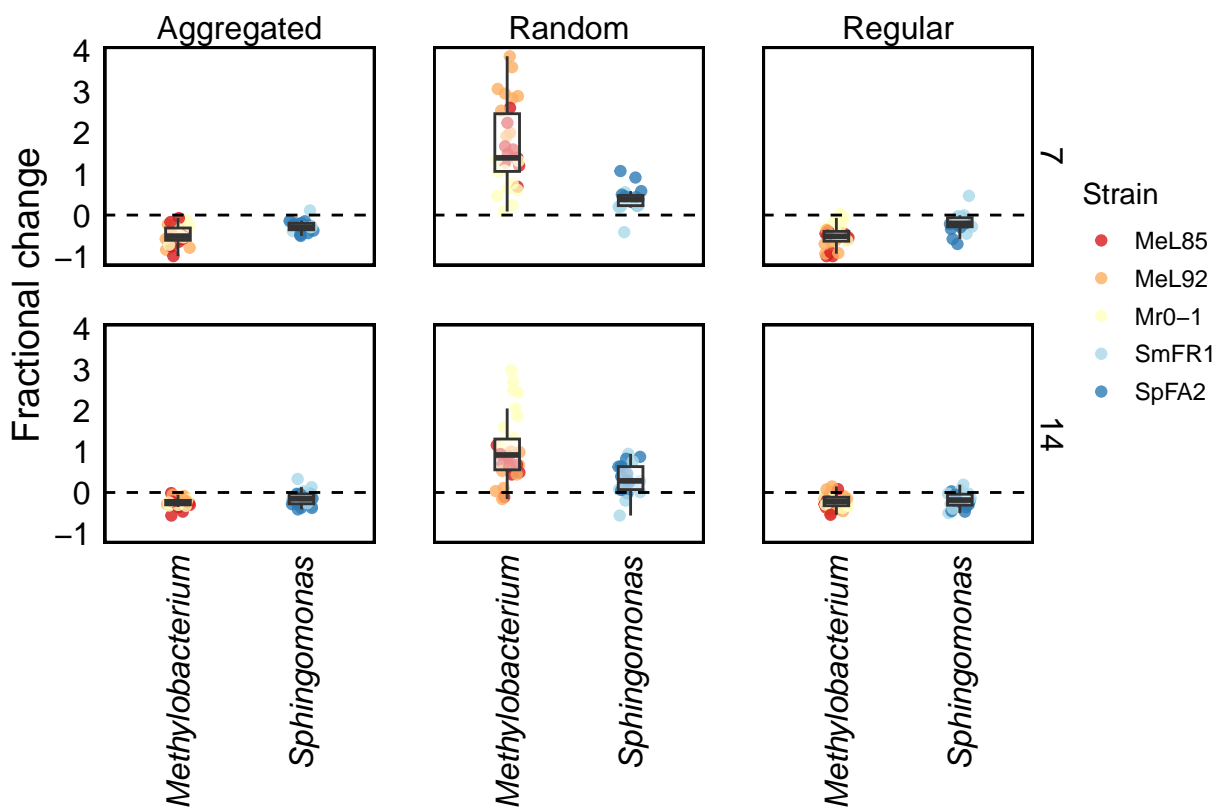 Aggregated
Random
Regular
Fractional change
4
3
2
1
0
−1
7
4
3
2
1
0
−1
14
Methylobacterium
Sphingomonas
Methylobacterium
Sphingomonas
Methylobacterium
Sphingomonas
Strain
MeL85
MeL92
Mr0−1
SmFR1
SpFA2